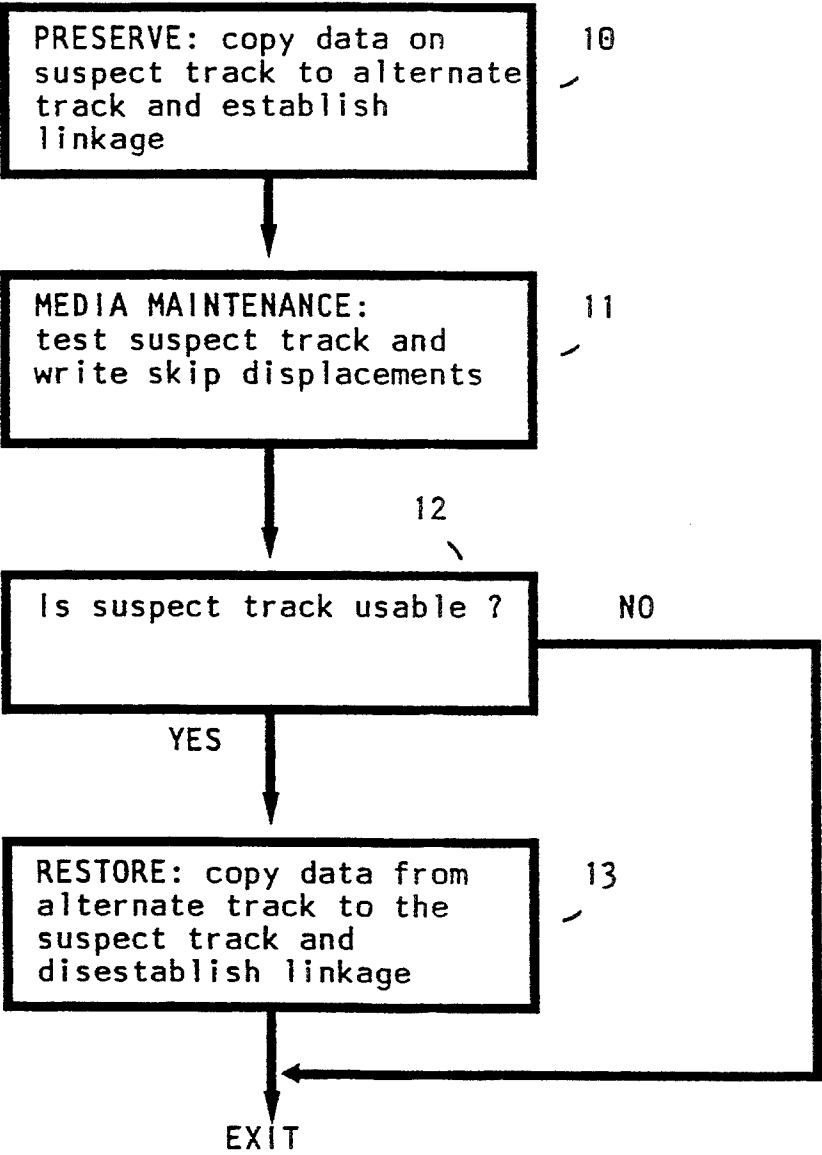 PRESERVE: copy data on
suspect track to alternate
track and establish
linkage
10
MEDIA MAINTENANCE:
test suspect track and
write skip displacements
11
12
Is suspect track usable ?
NO
YES
RESTORE: copy data from
alternate track to the
suspect track and
disestablish linkage
13
EXIT